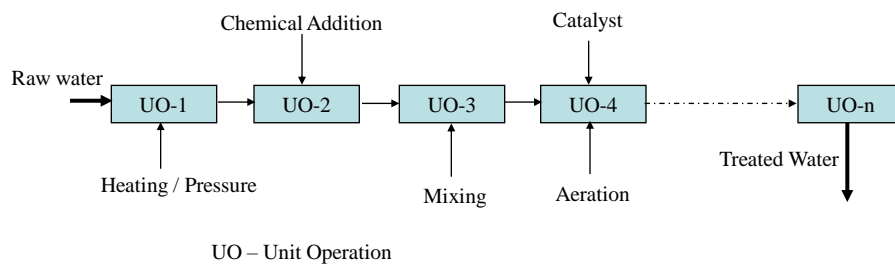 Chemical Addition
Catalyst
Raw water
UO-1
UO-2
UO-3
UO-4
UO-n
Treated Water
Heating / Pressure
Mixing
Aeration
UO – Unit Operation